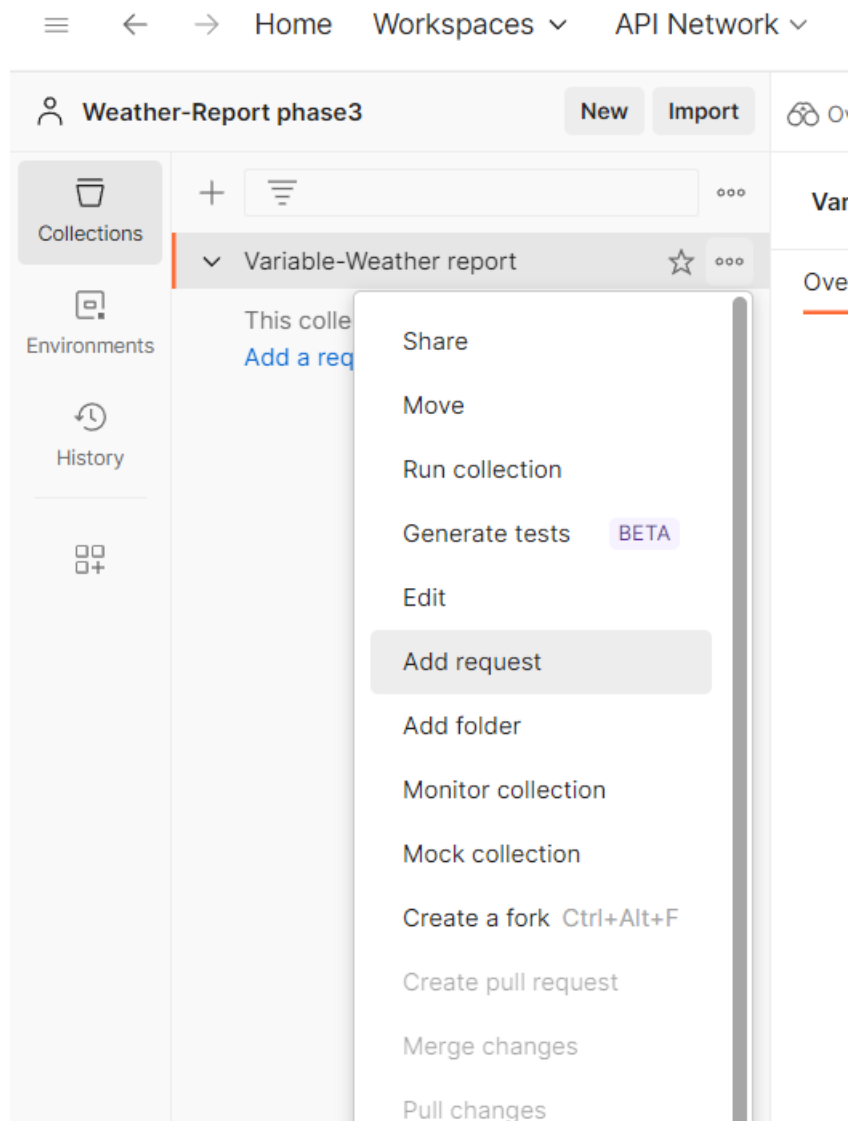 Home Workspaces API Network
Weather-Report phase3 New Import
Collections
Variable-Weather report
This
Add a
Environments
History
Share
Move
Run collection
Generate tests BETA
Edit
Add request
Add folder
Monitor collection
Mock collection
Create a fork Ctrl+Alt+F
Create pull request
Merge changes
Pull changes